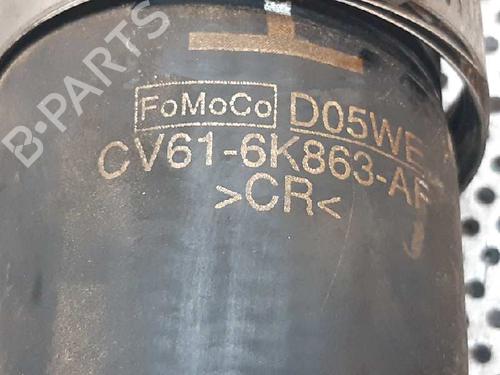 FoMoCo D05WE
CV61-6K863-AF
>CR<
B-PARTS